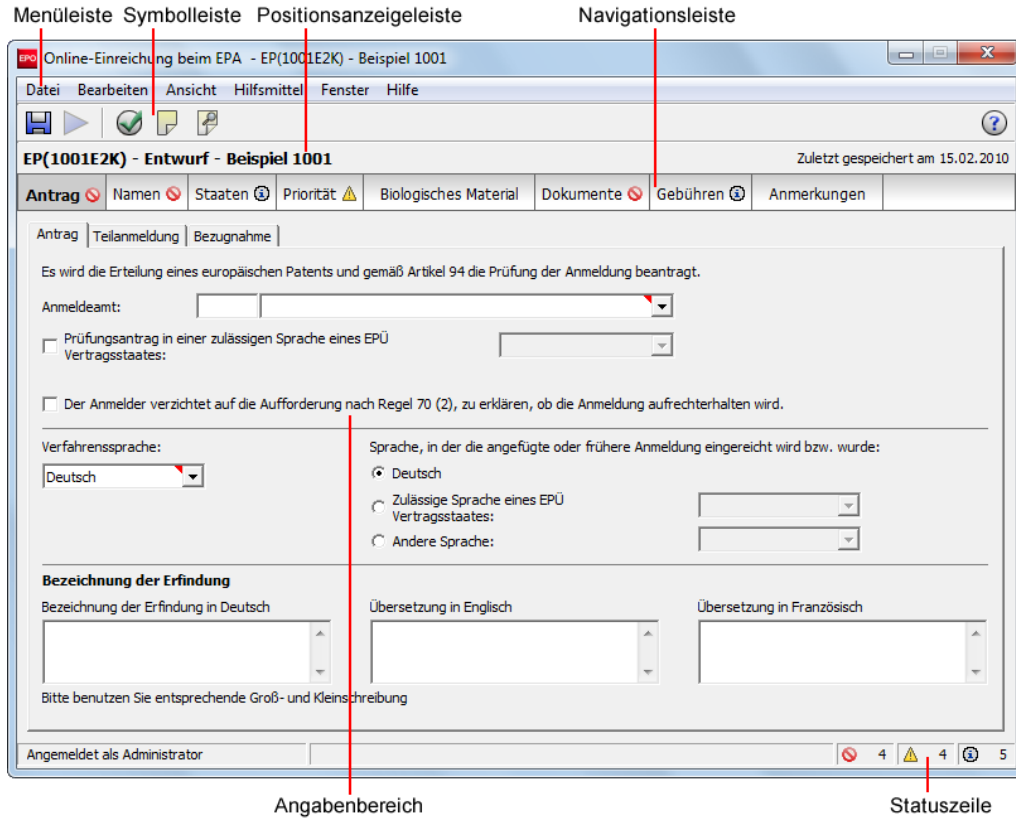 Menüleiste Symbolleiste Positionsanzeigeleiste Navigationsleiste
EPO Online-Einreichung beim EPA - EP(1001E2K) - Beispiel 1001
Datei Bearbeiten Ansicht Hilfsmittel Fenster Hilfe
EP(1001E2K) - Entwurf - Beispiel 1001 Zuletzt gespeichert am 15.02.2010
Antrag Namen Staaten Priorität Biologisches Material Dokumente Gebühren Anmerkungen
Antrag Teilanmeldung Bezugnahme
Es wird die Erteilung eines europäischen Patents und gemäß Artikel 94 die Prüfung der Anmeldung beantragt.
Anmeldeamt:
Prüfungsantrag in einer zulässigen Sprache eines EPÜ
Vertragsstaates:
Der Anmelder verzichtet auf die Aufforderung nach Regel 70 (2), zu erklären, ob die Anmeldung aufrechterhalten wird.
Verfahrenssprache: Sprache, in der die angefügte oder frühere Anmeldung eingereicht wird bzw. wurde:
Deutsch Deutsch
Zulässige Sprache eines EPÜ
Vertragsstaates:
Andere Sprache:
Bezeichnung der Erfindung
Bezeichnung der Erfindung in Deutsch Übersetzung in Englisch Übersetzung in Französisch
Bitte benutzen Sie entsprechende Groß- und Kleinschreibung
Angemeldet als Administrator 4 4 5
Angabenbereich Statuszeile